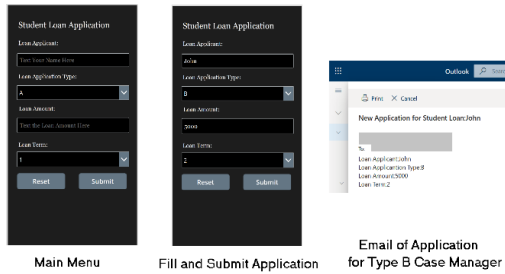 Student Loan Application
Loan Applicant:
Text Your Name Here
Loan Application Type:
A
Loan Amount:
Text the Loan Amount Here
Loan Term:
1
Reset
Submit
Main Menu
Student Loan Application
Loan Applicant:
John
Loan Application Type:
B
Loan Amount:
5000
Loan Term:
2
Reset
Submit
Fill and Submit Application
Outlook
Print
Cancel
New Application for Student Loan:John
To
Loan Applicant:John
Loan Applicantion Type:B
Loan Amount:5000
Loan Term:2
Email of Application
for Type B Case Manager